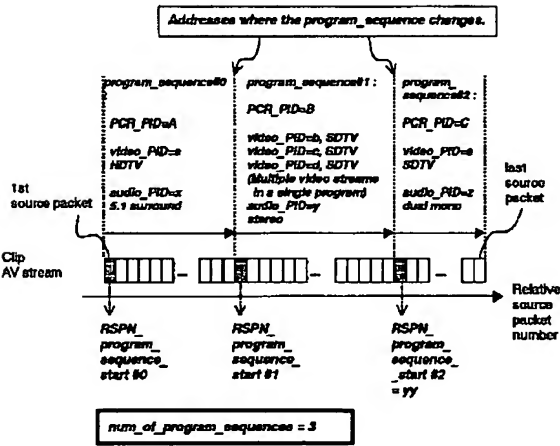 Addresses where the program_sequence changes.
program_sequence#0
:
PCR_PID=A
video_PID=a
HDTV
audio_PID=x
5.1 surround
program_sequence#1 :
PCR_PID=B
video_PID=b, SDTV
video_PID=c, SDTV
video_PID=d, SDTV
(Multiple video streams
in a single program)
audio_PID=y
stereo
program_
sequence#2 :
PCR_PID=C
video_PID=e
SDTV
audio_PID=z
dual mono
1st
source packet
last
source
packet
Clip
AV stream
Relative
source
packet
number
RSPN_
program_
sequence_
start #0
RSPN_
program_
sequence_
start #1
RSPN_
program_
sequence_
_start #2
= yy
num_of_program_sequences = 3